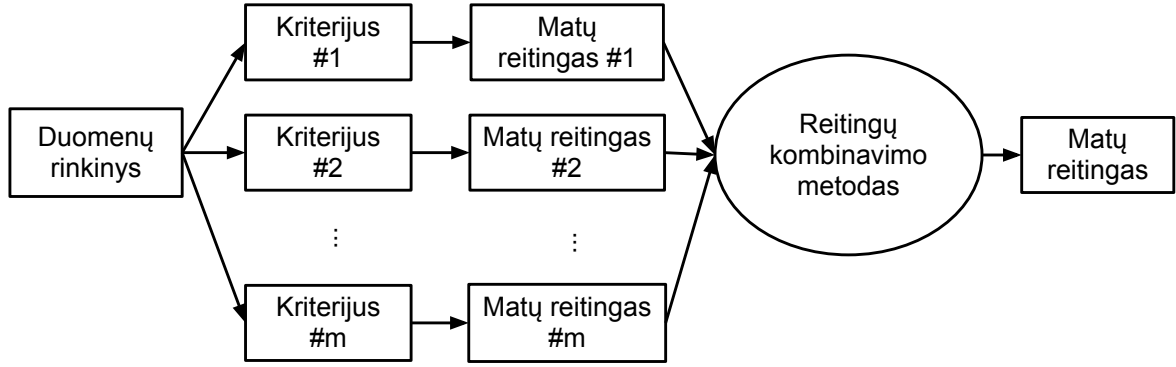 Duomenų
rinkinys
Kriterijus
#1
Matų
reitingas #1
Kriterijus
#2
Matų reitingas
#2
⋮
⋮
Kriterijus
#m
Matų reitingas
#m
Reitingų
kombinavimo
metodas
Matų
reitingas